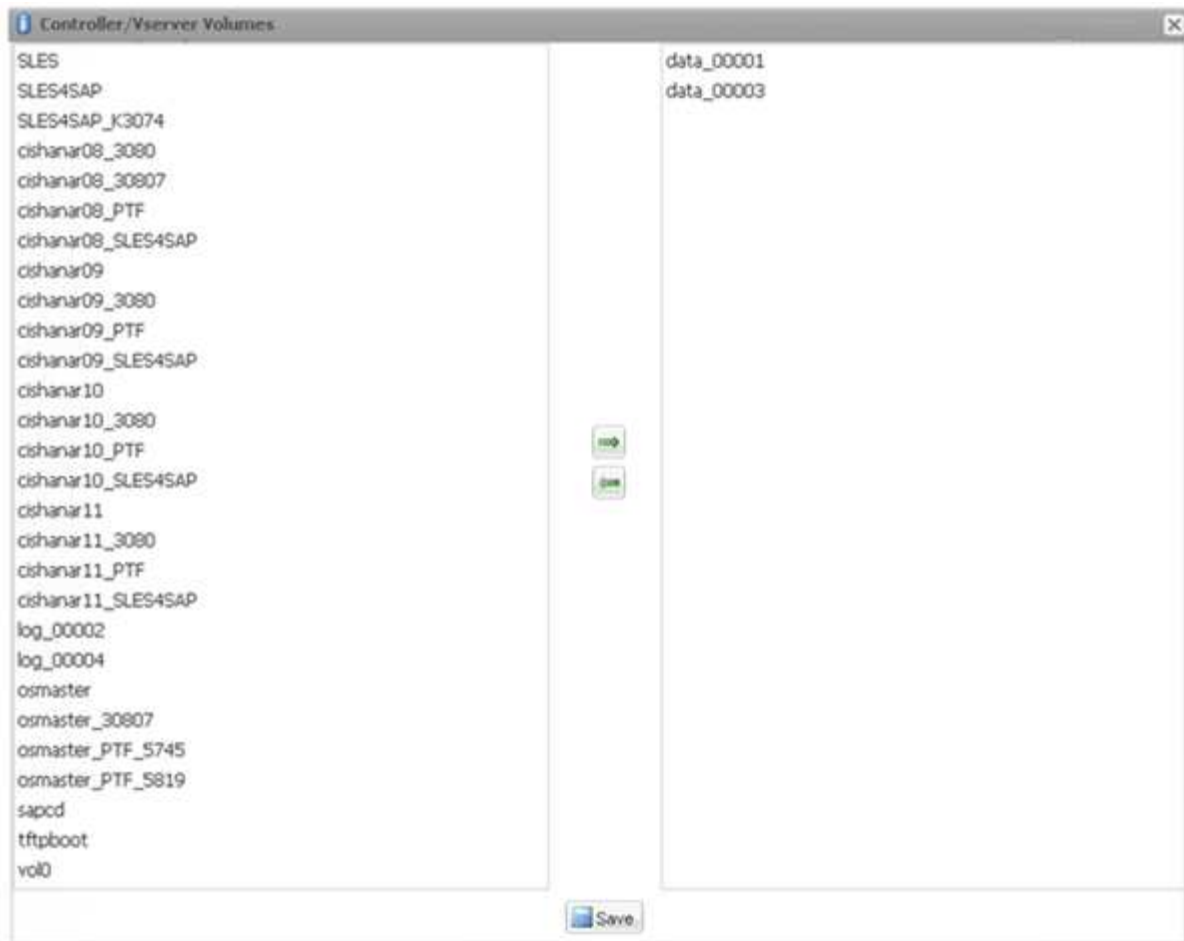 Controller/Vserver Volumes
SLES
SLES4SAP
SLES4SAP_K3074
cishanar08_3080
cishanar08_30807
cishanar08_PTF
cishanar08_SLES4SAP
cishanar09
cishanar09_3080
cishanar09_PTF
cishanar09_SLES4SAP
cishanar10
cishanar10_3080
cishanar10_PTF
cishanar10_SLES4SAP
cishanar11
cishanar11_3080
cishanar11_PTF
cishanar11_SLES4SAP
log_00002
log_00004
osmaster
osmaster_30807
osmaster_PTF_5745
osmaster_PTF_5819
sapcd
tftpboot
vol0
data_00001
data_00003
Save